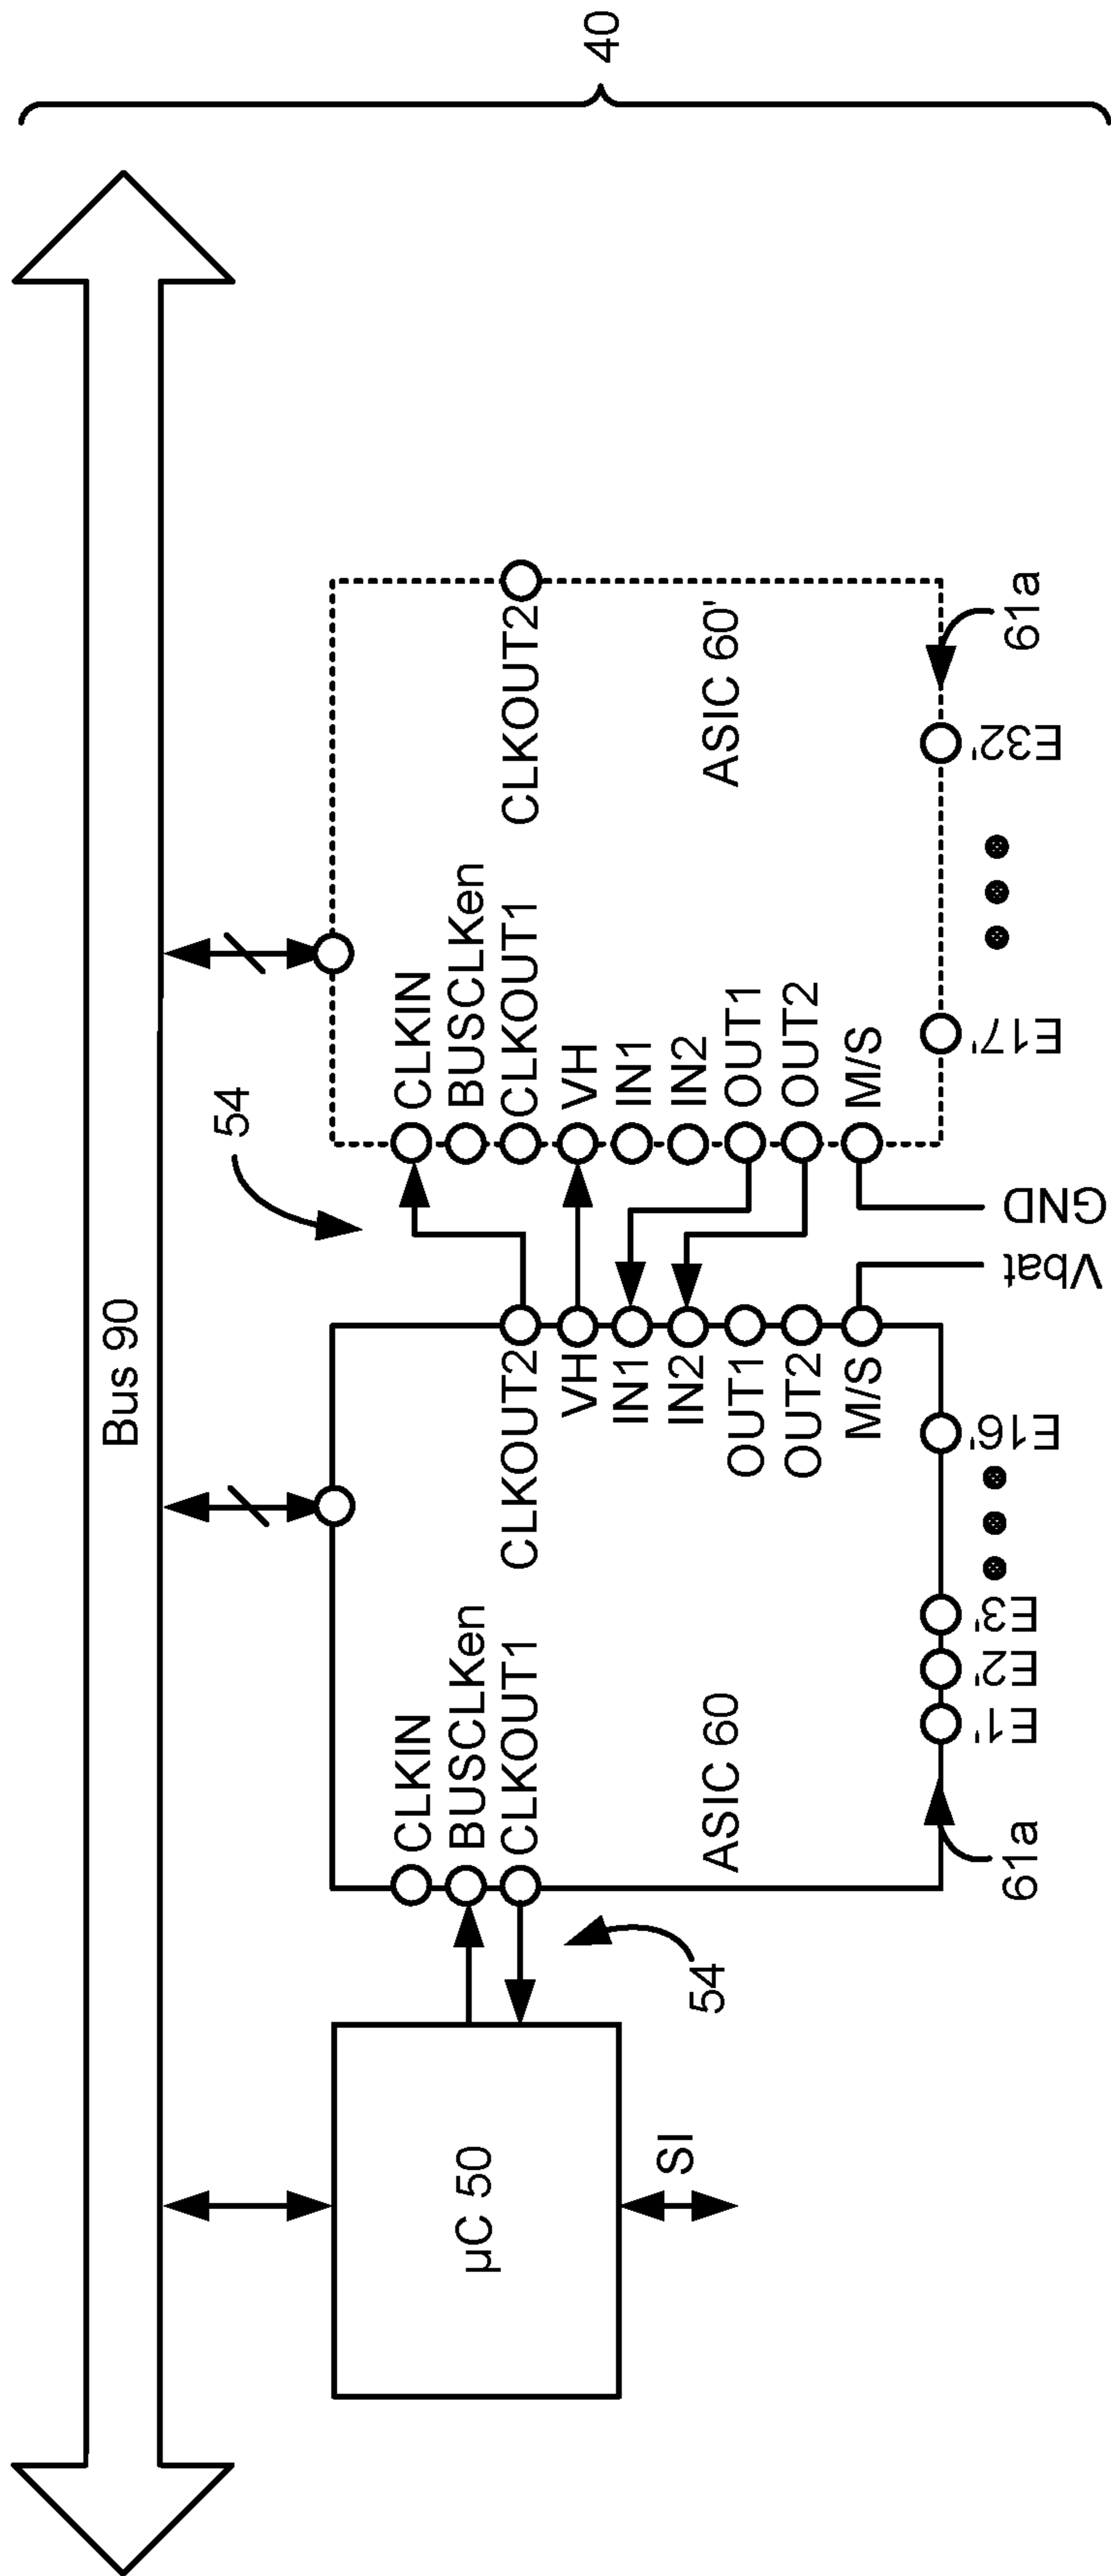 Bus 90
40
54
µC 50
SI
54
CLKIN
BUSCLKen
CLKOUT1
ASIC 60
CLKOUT2
VH
IN1
IN2
OUT1
OUT2
M/S
61a
E1'
E2'
E3'
E16'
Vbat
GND
CLKIN
BUSCLKen
CLKOUT1
VH
IN1
IN2
OUT1
OUT2
M/S
CLKOUT2
ASIC 60'
E17'
E32'
61a